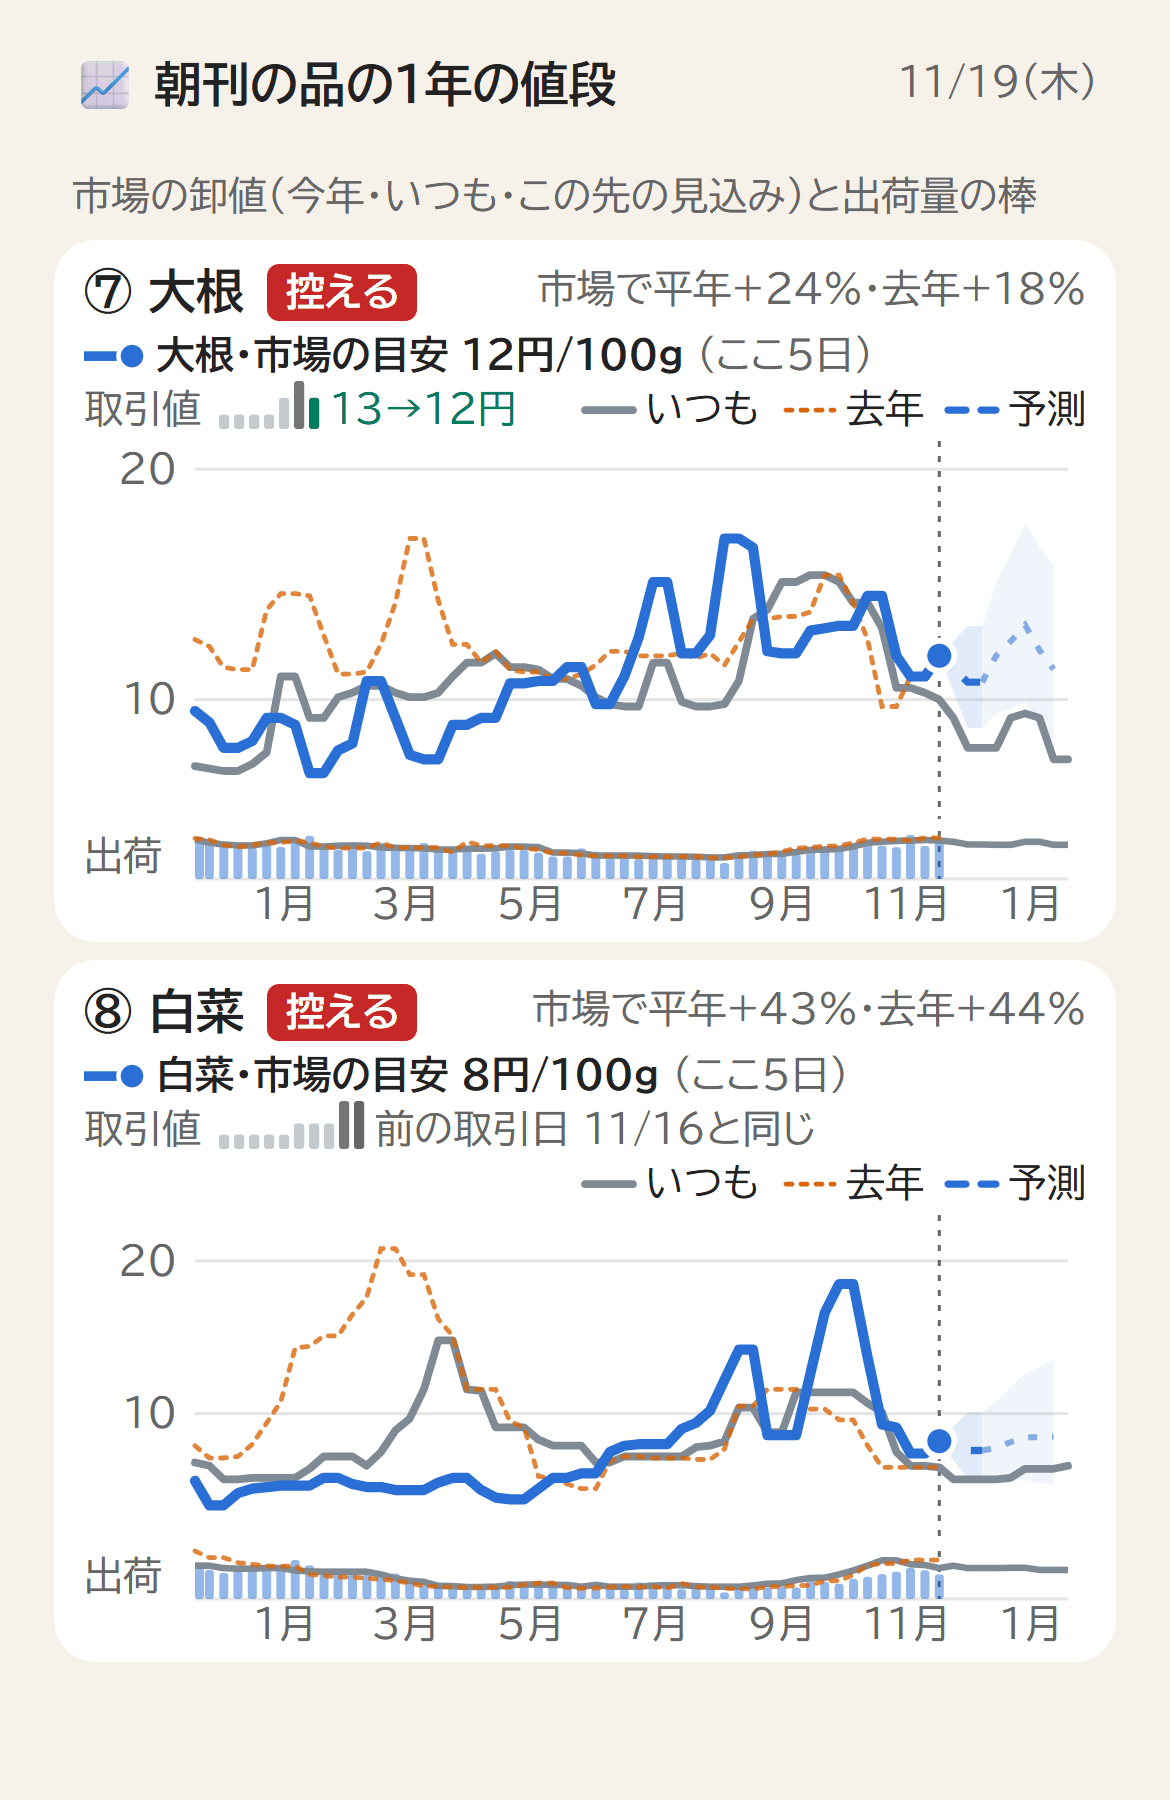 朝刊の品の1年の値段
11/19(木)
市場の卸値(今年・いつも・この先の見込み)と出荷量の棒
⑦ 大根 控える 市場で平年+24%・去年+18%
大根・市場の目安 12円/100g (ここ5日)
取引値 13→12円 いつも 去年 予測
20
10
出荷
1月 3月 5月 7月 9月 11月 1月
⑧ 白菜 控える 市場で平年+43%・去年+44%
白菜・市場の目安 8円/100g (ここ5日)
取引値 前の取引日 11/16と同じ
いつも 去年 予測
20
10
出荷
1月 3月 5月 7月 9月 11月 1月